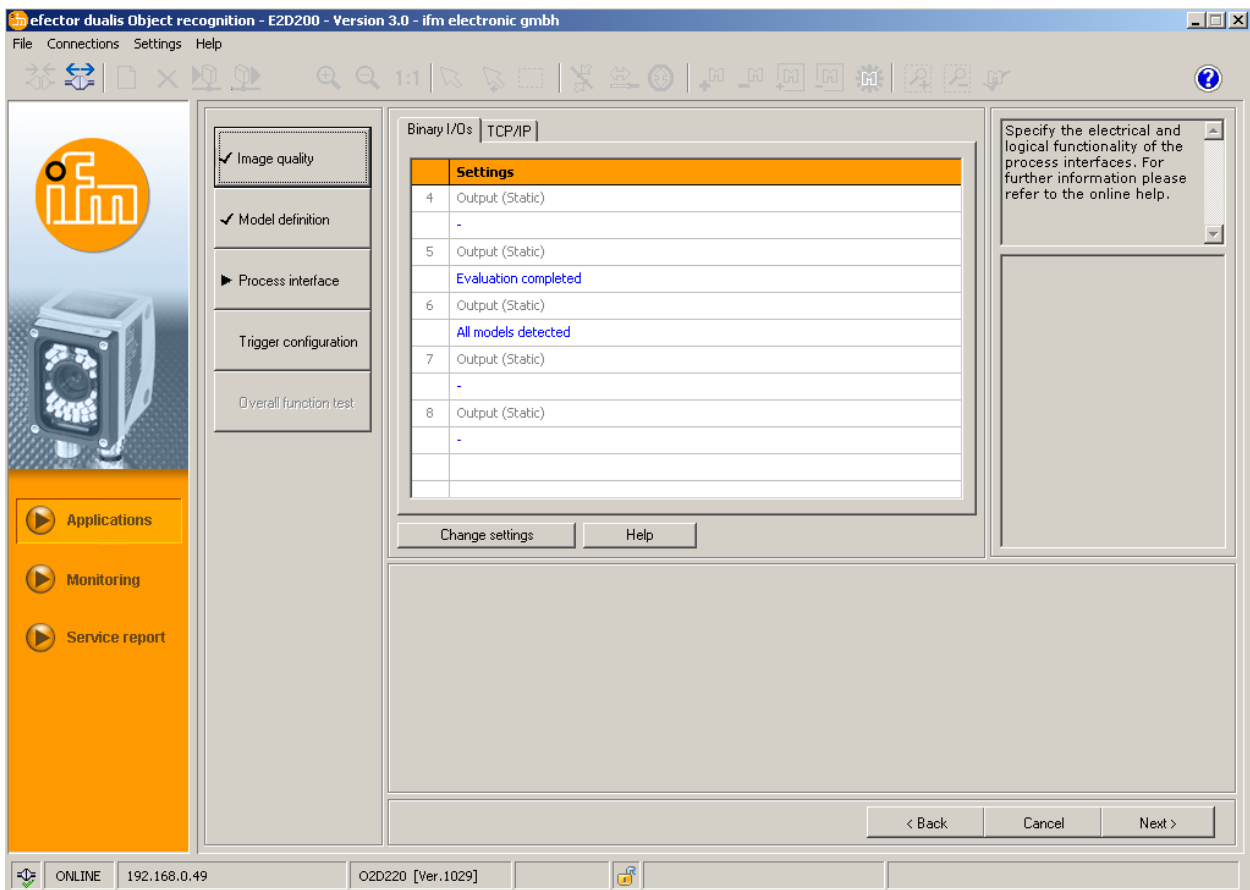 efector dualis Object recognition - E2D200 - Version 3.0 - ifm electronic gmbh
File Connections Settings Help
1:1
ifm
Image quality
Model definition
Process interface
Trigger configuration
Overall function test
Binary I/Os TCP/IP
Settings
4 Output (Static)
-
5 Output (Static)
Evaluation completed
6 Output (Static)
All models detected
7 Output (Static)
-
8 Output (Static)
-
Change settings Help
Specify the electrical and
logical functionality of the
process interfaces. For
further information please
refer to the online help.
Applications
Monitoring
Service report
< Back Cancel Next >
ONLINE 192.168.0.49 O2D220 [Ver.1029]